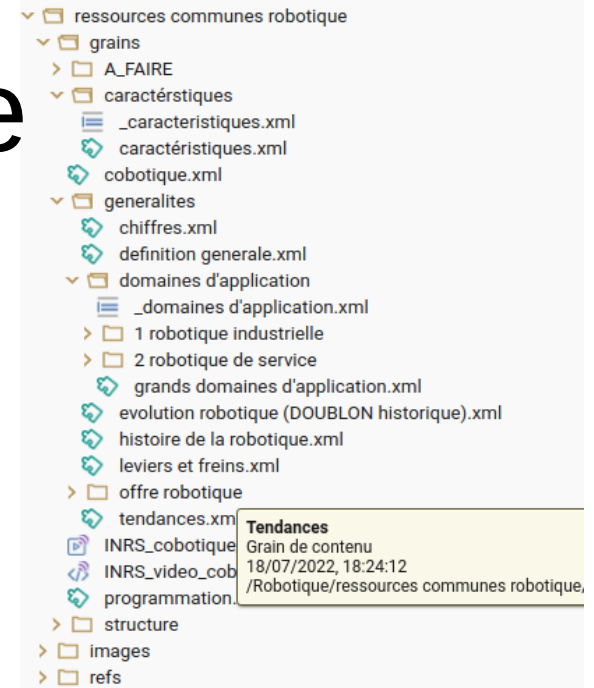 ressources communes robotique
grains
A_FAIRE
caractérstiques
_caracteristiques.xml
caractéristiques.xml
cobotique.xml
generalites
chiffres.xml
definition generale.xml
domaines d'application
_domaines d'application.xml
1 robotique industrielle
2 robotique de service
grands domaines d'application.xml
evolution robotique (DOUBLON historique).xml
histoire de la robotique.xml
leviers et freins.xml
offre robotique
tendances.xm
Tendances
INRS_cobotique
Grain de contenu
INRS_video_cob
18/07/2022, 18:24:12
programmation.
/Robotique/ressources communes robotique/
structure
images
refs
e